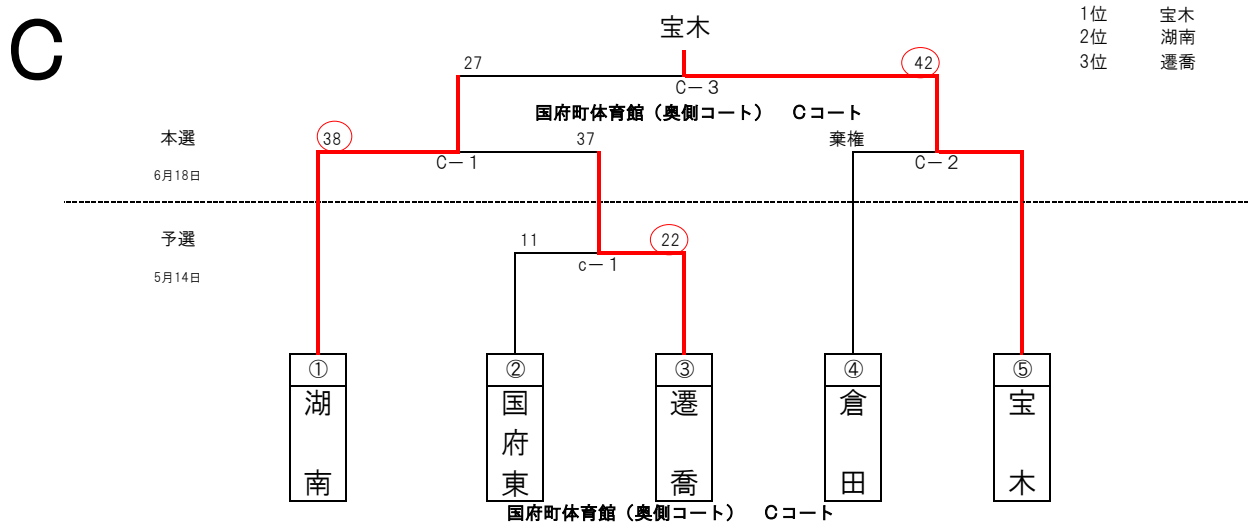 C
宝木
1位 宝木
2位 湖南
3位 遷喬
27 42
C－3
国府町体育館（奥側コート） Cコート
本選 38 37 棄権
C－1 C－2
6月18日
予選 11 22
c－1
5月14日
① ② ③ ④ ⑤
湖南
国府東
遷喬
倉田
宝木
国府町体育館（奥側コート） Cコート